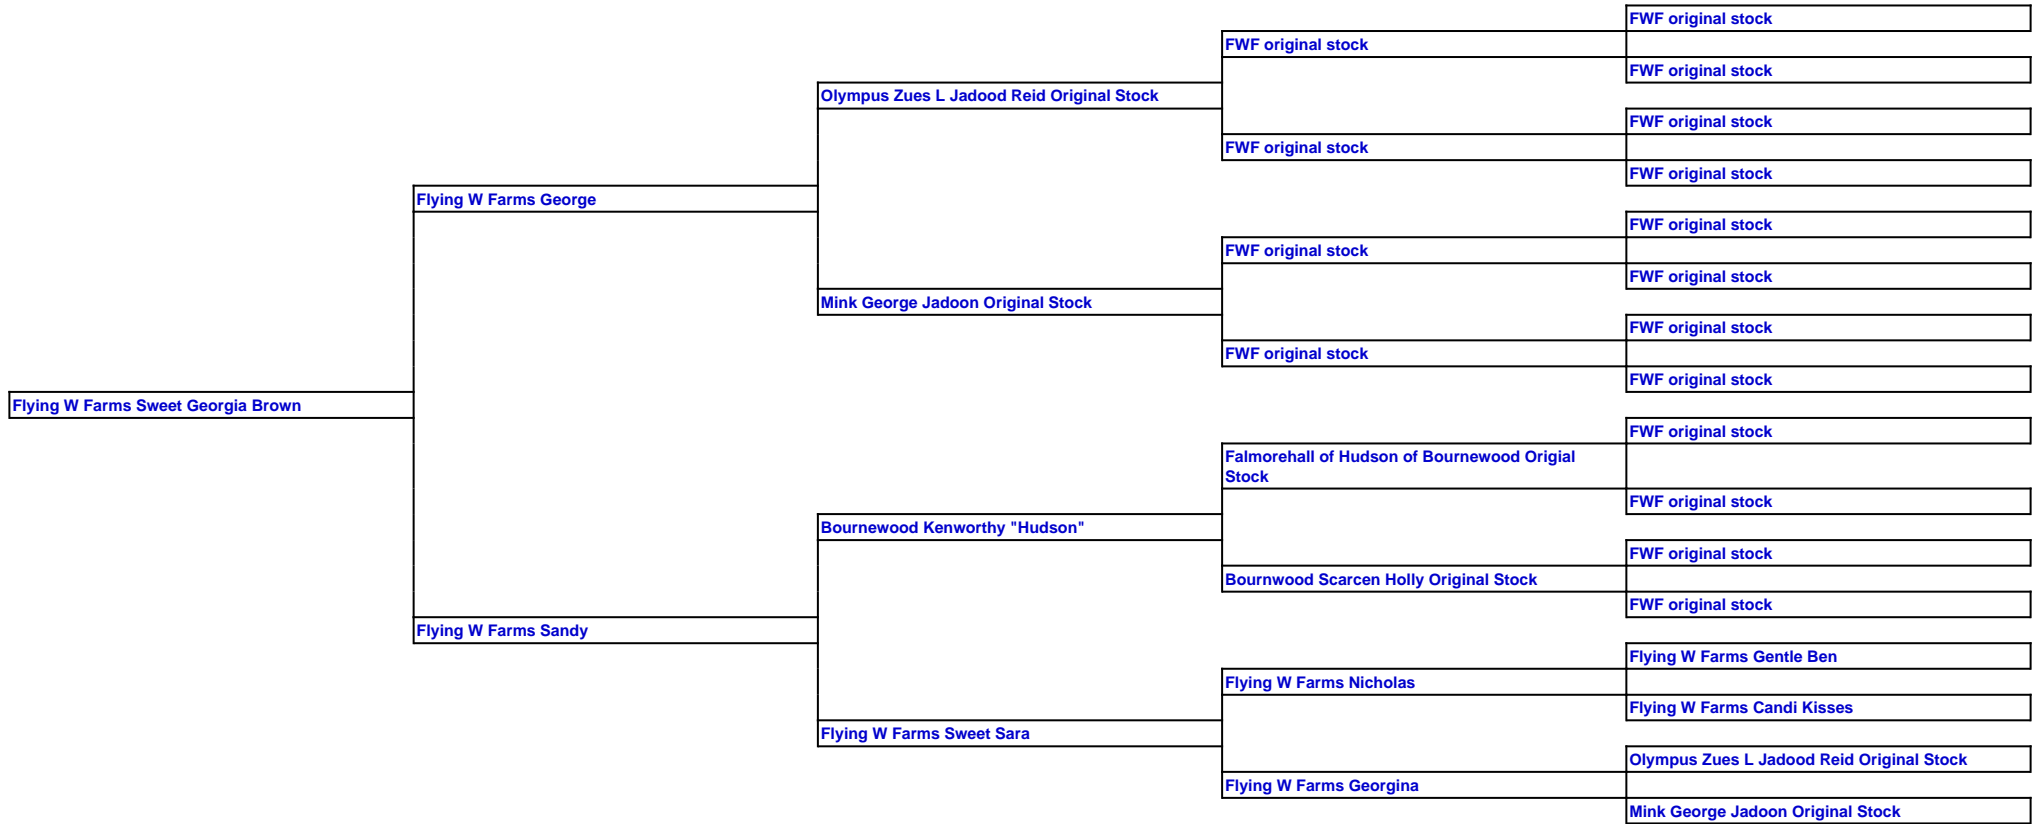 FWF original stock
FWF original stock
FWF original stock
Olympus Zues L Jadood Reid Original Stock
FWF original stock
FWF original stock
FWF original stock
Flying W Farms George
FWF original stock
FWF original stock
FWF original stock
Mink George Jadoon Original Stock
FWF original stock
FWF original stock
FWF original stock
Flying W Farms Sweet Georgia Brown
FWF original stock
Falmorehall of Hudson of Bournewood Origial
Stock
FWF original stock
Bournewood Kenworthy "Hudson"
FWF original stock
Bournwood Scarcen Holly Original Stock
FWF original stock
Flying W Farms Sandy
Flying W Farms Gentle Ben
Flying W Farms Nicholas
Flying W Farms Candi Kisses
Flying W Farms Sweet Sara
Olympus Zues L Jadood Reid Original Stock
Flying W Farms Georgina
Mink George Jadoon Original Stock